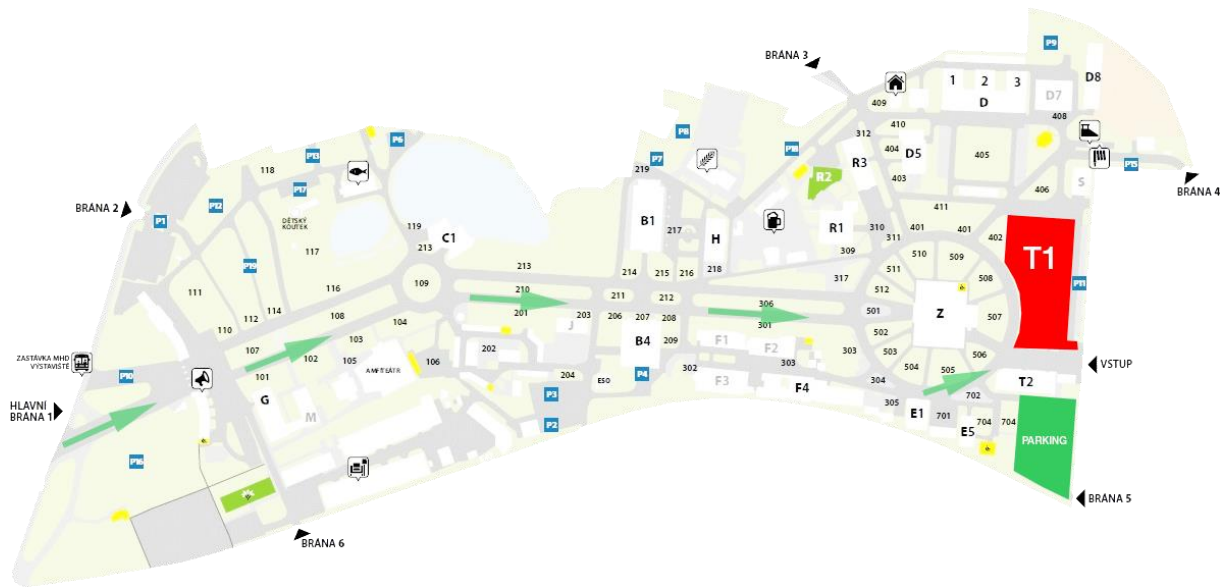 BRÁNA 3
P9
1 2 3
D
D7
D8
409
408
P8
P18
312
410
404
D5
405
P15
BRÁNA 4
P13
P6
118
P7
219
R3
R2
403
406
S
BRÁNA 2
P12
P17
P1
DĚTSKÝ
KOUTEK
117
119
213
C1
B1
217
H
R1
310
309
311
411
401
401
402
T1
P19
111
112
114
116
110
109
213
210
201
214
215
216
218
211
212
317
306
301
510
509
511
508
512
501
Z
507
P11
108
107
103
104
102
105
101
AMFITEÁTR
106
202
203
J
206
207
208
B4
209
204
E50
P4
P3
P2
F1
F2
F3
F4
302
303
303
304
305
502
503
504
505
506
VSTUP
T2
ZASTÁVKA MHD
VÝSTAVIŠTĚ
P10
HLAVNÍ
BRÁNA 1
G
M
E1
701
702
E5
704
704
PARKING
P16
BRÁNA 5
BRÁNA 6